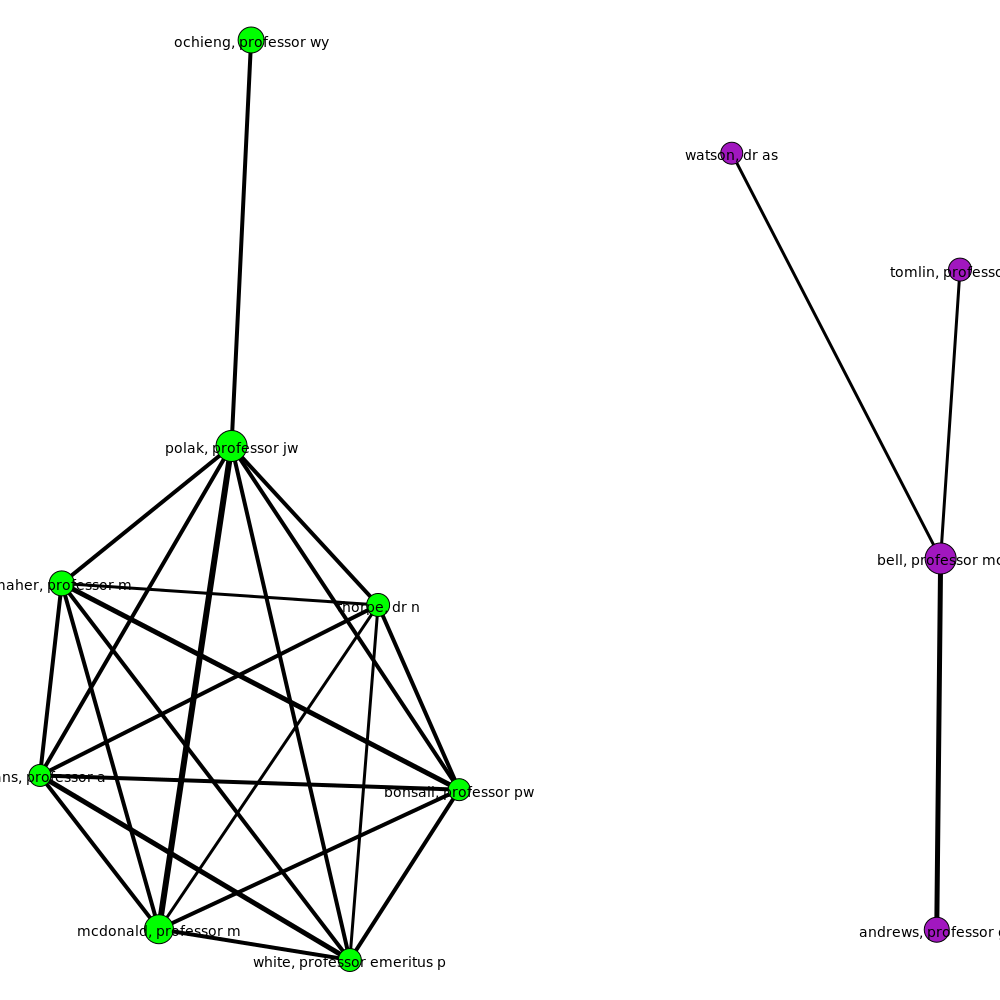 ochieng, professor wy
watson, dr as
tomlin, professo
polak, professor jw
bell, professor mc
maher, professor m
horpe, dr n
ans, professor a
bonsall, professor pw
mcdonald, professor m
andrews, professor g
white, professor emeritus p